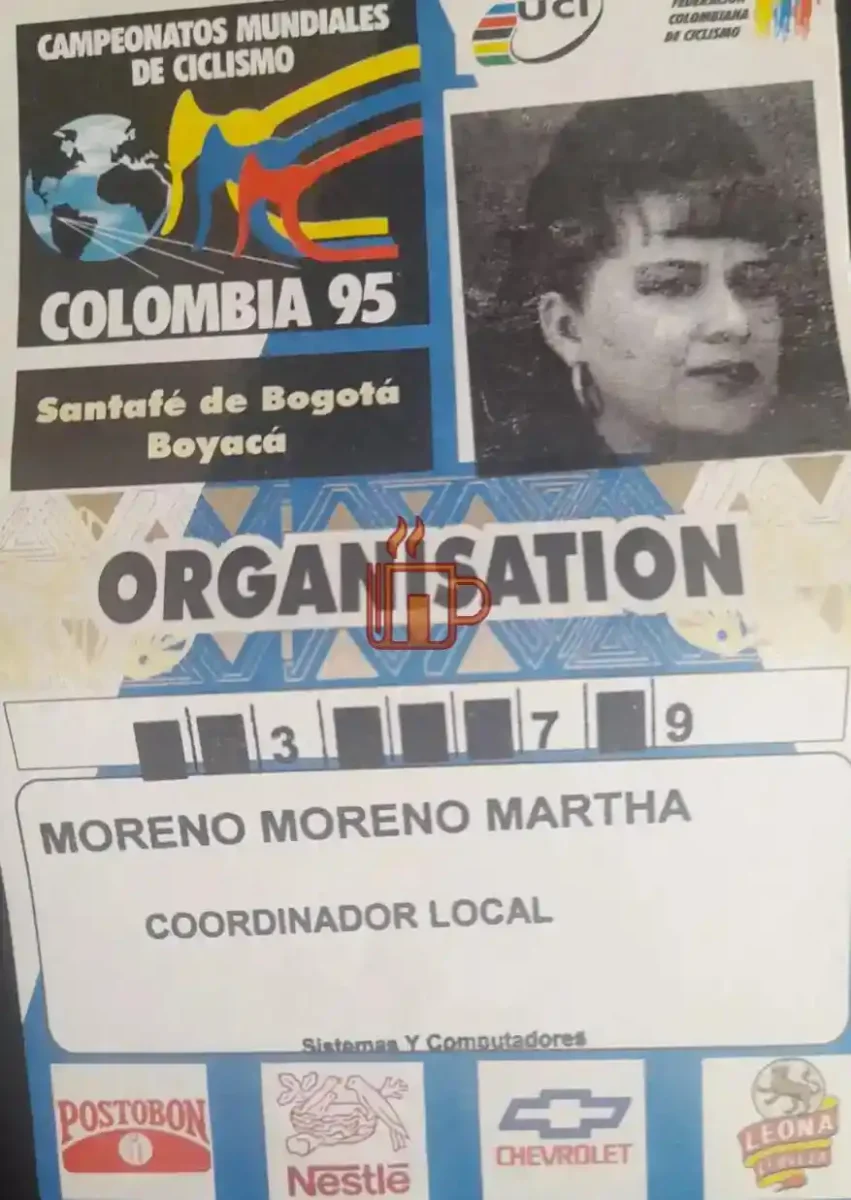 CAMPEONATOS MUNDIALES
DE CICLISMO
COLOMBIA 95
Santafé de Bogotá
Boyacá
UCI
FEDERACION
COLOMBIANA
DE CICLISMO
ORGANISATION
3 7 9
MORENO MORENO MARTHA
COORDINADOR LOCAL
Sistemas Y Computadores
POSTOBON
Nestlé
CHEVROLET
LEONA
CERVEZA